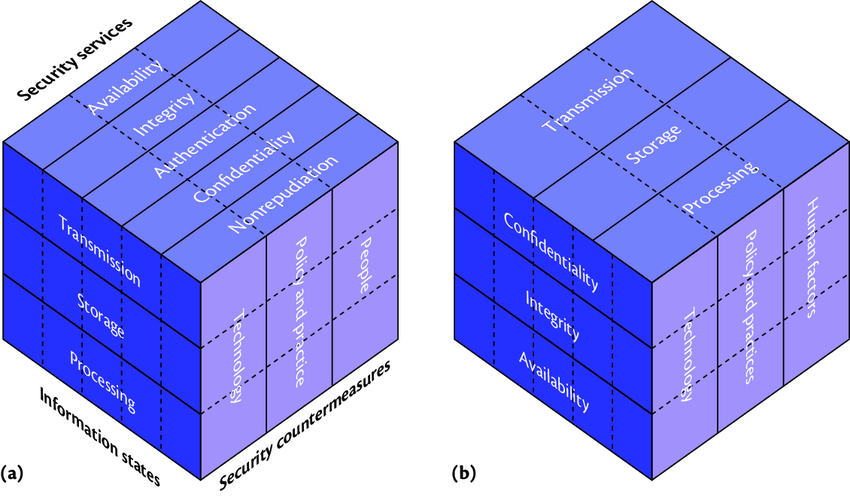 Security services
Availability
Integrity
Authentication
Confidentiality
Nonrepudiation
Transmission
Storage
Processing
Technology
Policy and practice
People
Information states
Security countermeasures
(a)
Transmission
Storage
Processing
Confidentiality
Integrity
Availability
Technology
Policy and practices
Human factors
(b)